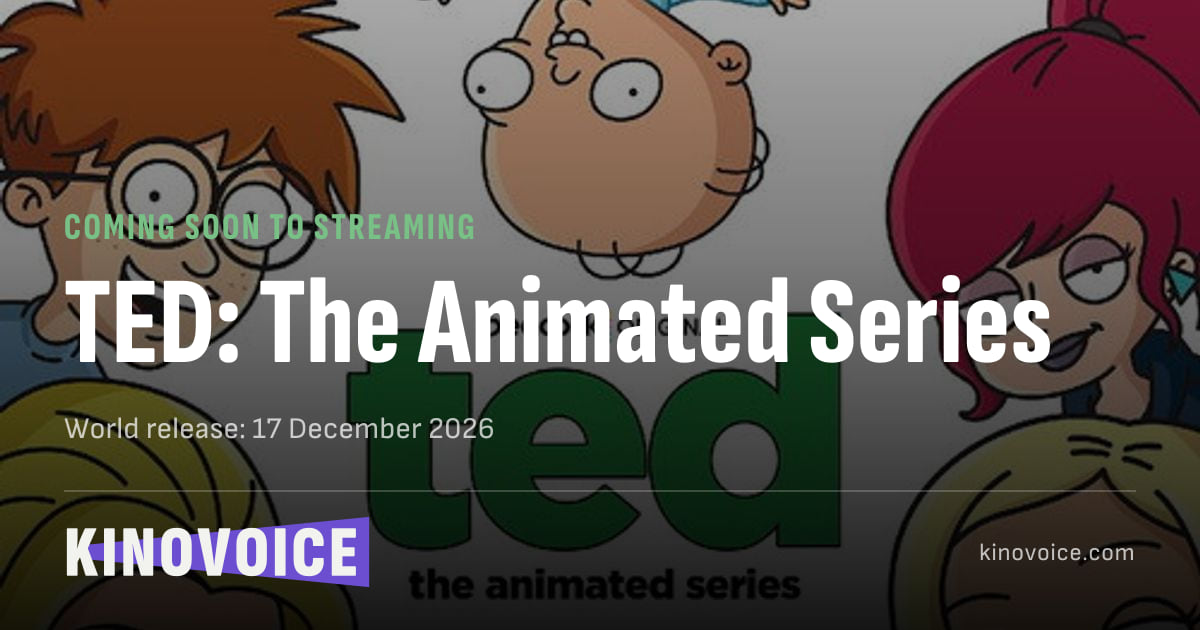 COMING SOON TO STREAMING
TED: The Animated Series
World release: 17 December 2026
ted
the animated series
KINOVOICE
kinovoice.com